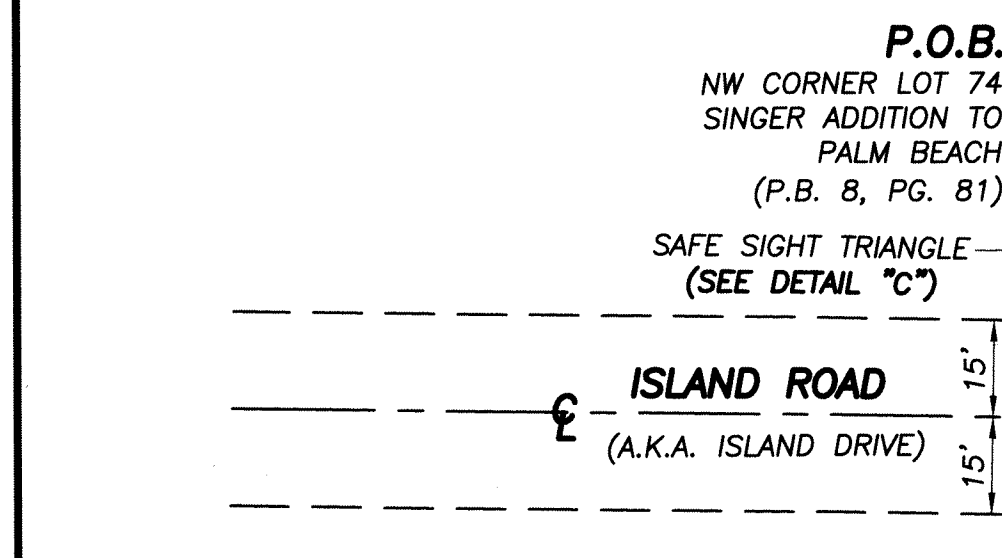 P.O.B.
NW CORNER LOT 74
SINGER ADDITION TO
PALM BEACH
(P.B. 8, PG. 81)
SAFE SIGHT TRIANGLE
(SEE DETAIL "C")
15'
ISLAND ROAD
℄
(A.K.A. ISLAND DRIVE)
15'